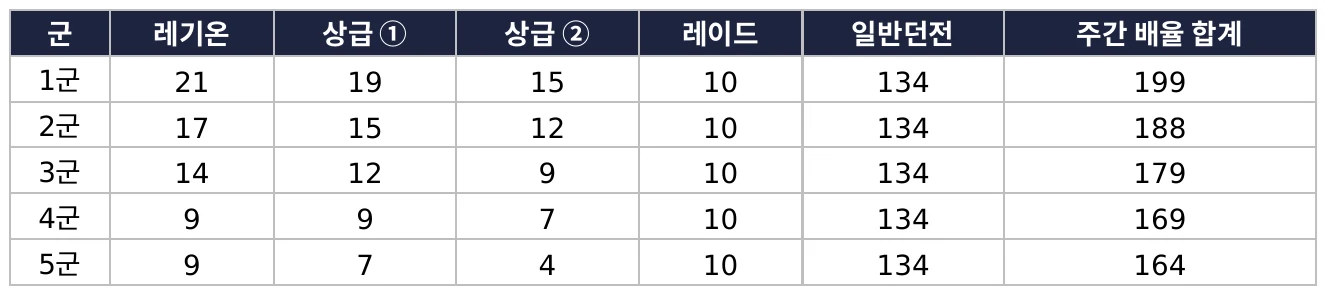 군 레기온 상급 ① 상급 ② 레이드 일반던전 주간 배율 합계
1군 21 19 15 10 134 199
2군 17 15 12 10 134 188
3군 14 12 9 10 134 179
4군 9 9 7 10 134 169
5군 9 7 4 10 134 164